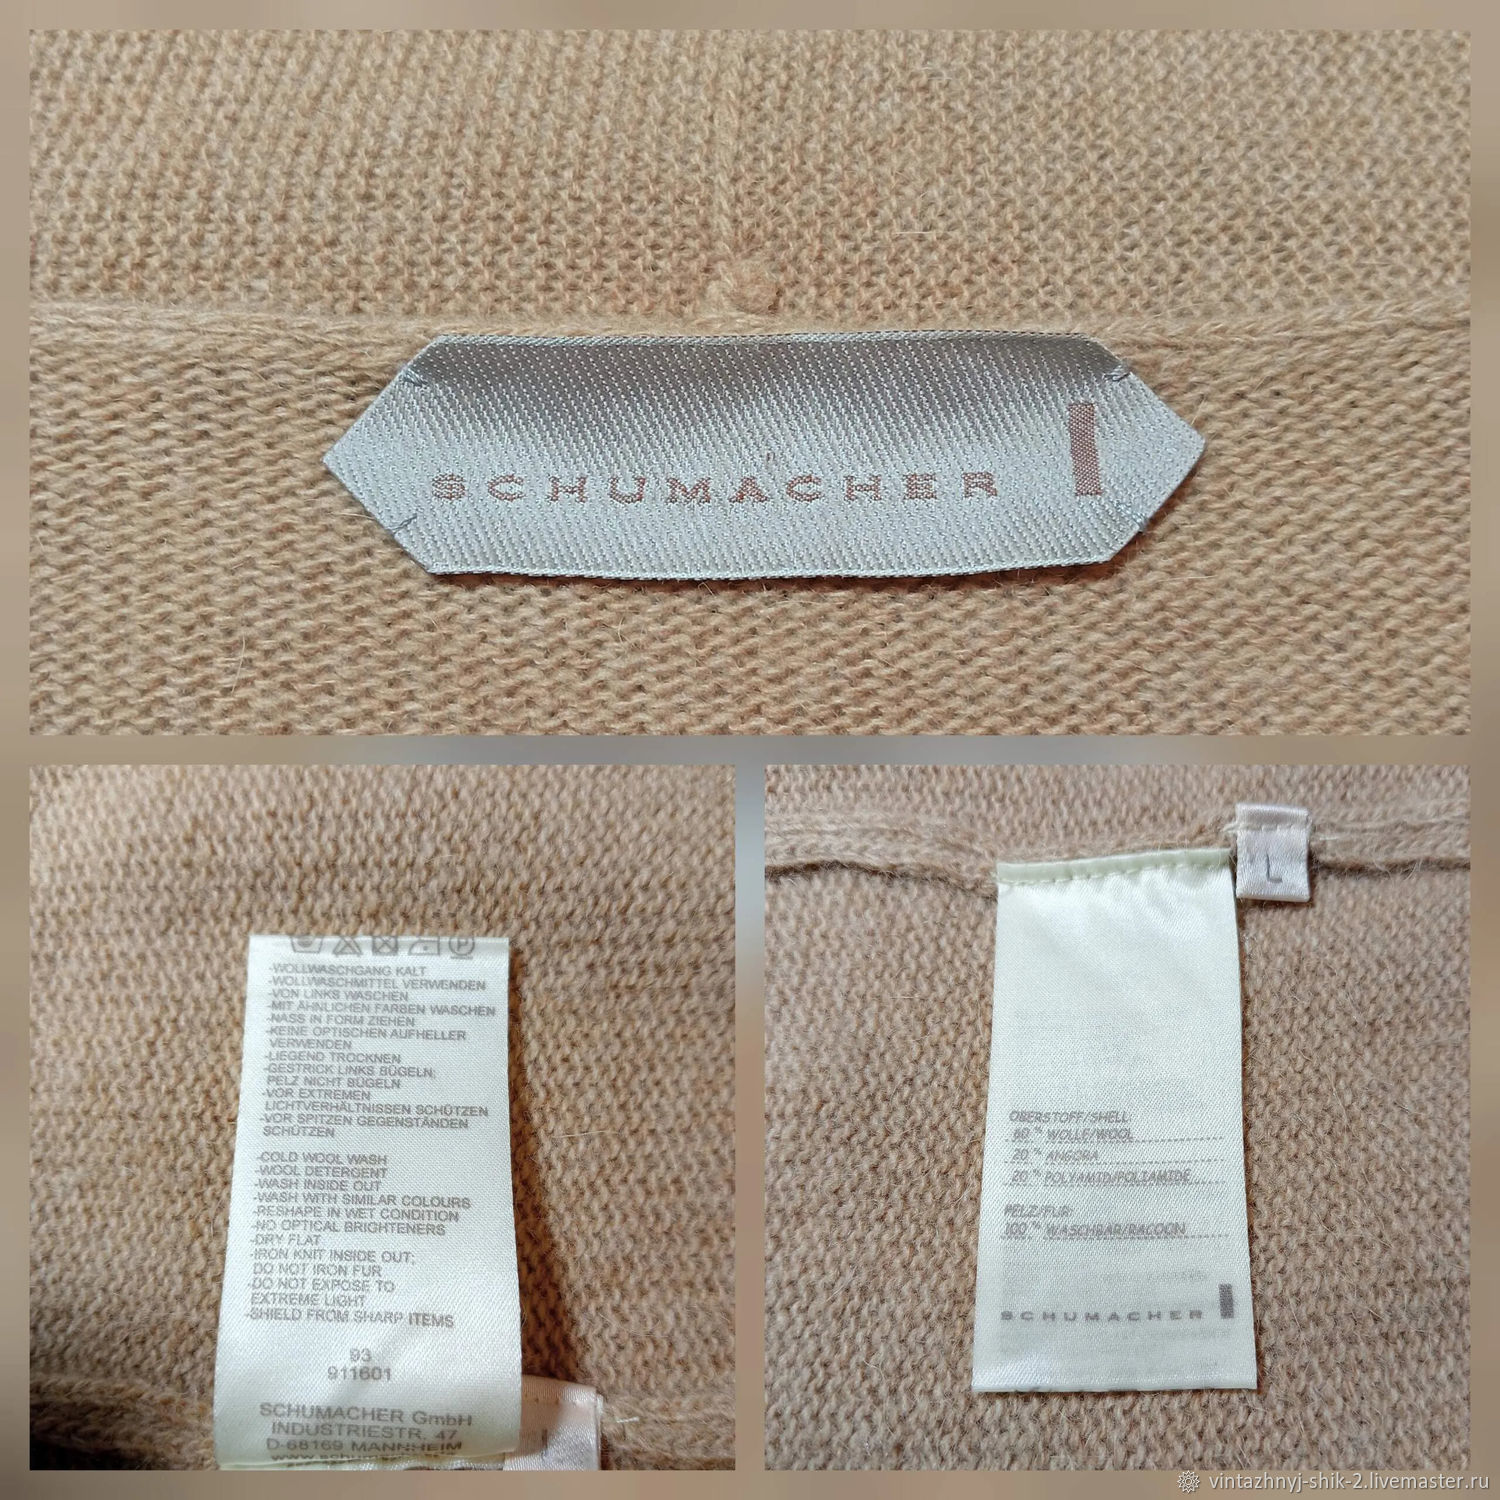 SCHUMACHER
-WOLLWASCHGANG KALT
-WOLLWASCHMITTEL VERWENDEN
-VON LINKS WASCHEN
-MIT ÄHNLICHEN FARBEN WASCHEN
-NASS IN FORM ZIEHEN
-KEINE OPTISCHEN AUFHELLER
VERWENDEN
-LIEGEND TROCKNEN
-GESTRICK LINKS BÜGELN;
PELZ NICHT BÜGELN
-VOR EXTREMEN
LICHTVERHÄLTNISSEN SCHÜTZEN
-VOR SPITZEN GEGENSTÄNDEN
SCHÜTZEN
-COLD WOOL WASH
-WOOL DETERGENT
-WASH INSIDE OUT
-WASH WITH SIMILAR COLOURS
-RESHAPE IN WET CONDITION
-NO OPTICAL BRIGHTENERS
-DRY FLAT
-IRON KNIT INSIDE OUT;
DO NOT IRON FUR
-DO NOT EXPOSE TO
EXTREME LIGHT
-SHIELD FROM SHARP ITEMS
93
911601
SCHUMACHER GmbH
INDUSTRIESTR. 47
D-68169 MANNHEIM
L
OBERSTOFF/SHELL:
60 % WOLLE/WOOL
20 % ANGORA
20 % POLYAMID/POLIAMIDE
PELZ/FUR:
100 % WASCHBÄR/RACOON
SCHUMACHER
vintazhnyj-shik-2.livemaster.ru